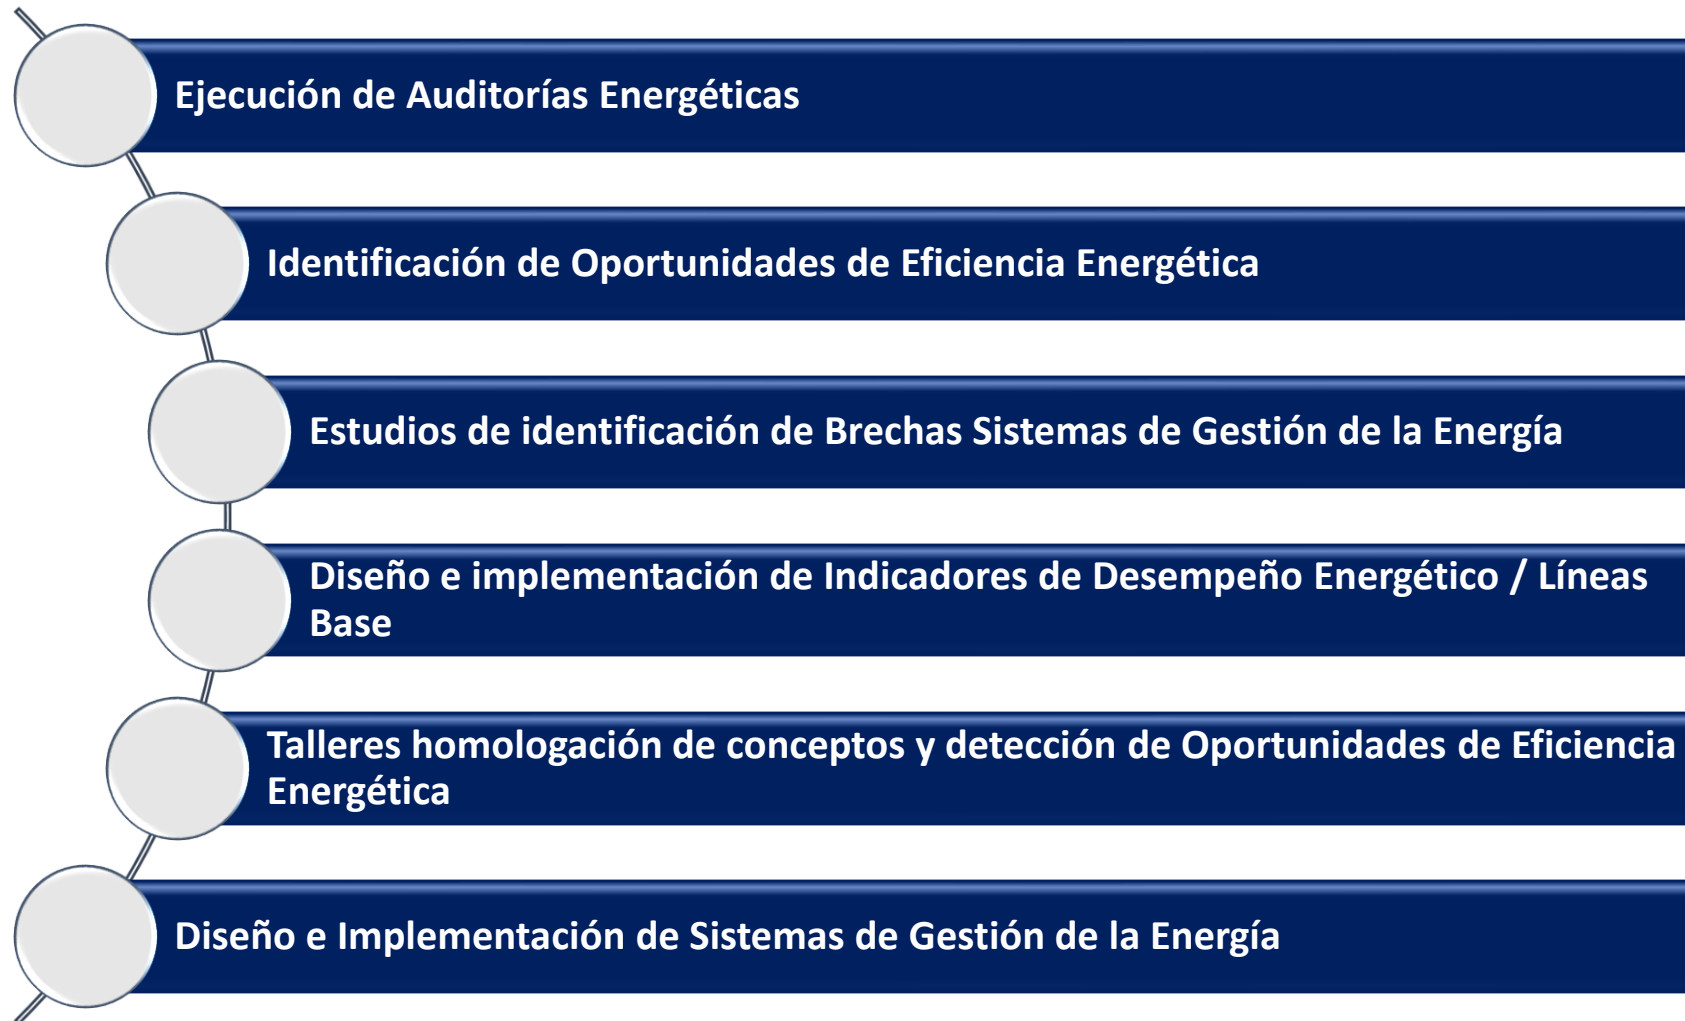 Ejecución de Auditorías Energéticas
Identificación de Oportunidades de Eficiencia Energética
Estudios de identificación de Brechas Sistemas de Gestión de la Energía
Diseño e implementación de Indicadores de Desempeño Energético / Líneas
Base
Talleres homologación de conceptos y detección de Oportunidades de Eficiencia
Energética
Diseño e Implementación de Sistemas de Gestión de la Energía